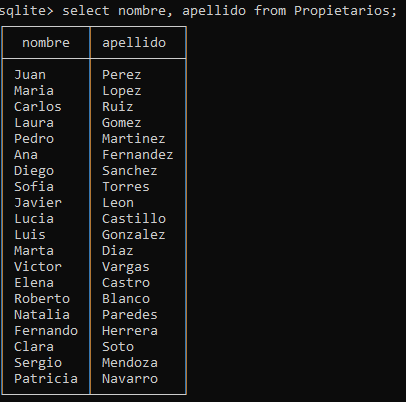 sqlite> select nombre, apellido from Propietarios;
nombre apellido
Juan Perez
Maria Lopez
Carlos Ruiz
Laura Gomez
Pedro Martinez
Ana Fernandez
Diego Sanchez
Sofia Torres
Javier Leon
Lucia Castillo
Luis Gonzalez
Marta Diaz
Victor Vargas
Elena Castro
Roberto Blanco
Natalia Paredes
Fernando Herrera
Clara Soto
Sergio Mendoza
Patricia Navarro